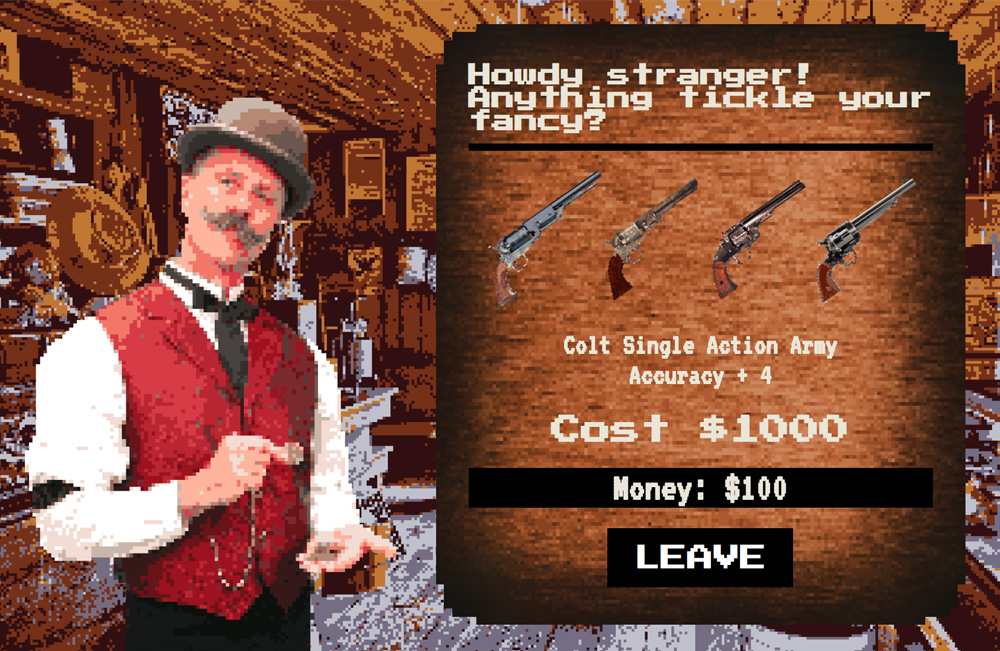 Howdy stranger!
Anything tickle your
fancy?
Colt Single Action Army
Accuracy + 4
Cost $1000
Money: $100
LEAVE